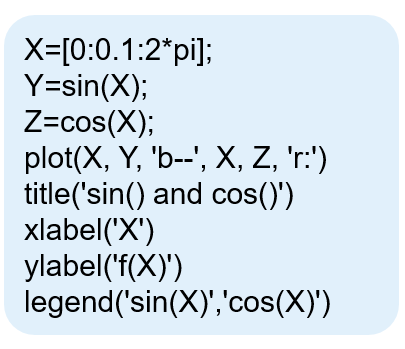 X=[0:0.1:2*pi];
Y=sin(X);
Z=cos(X);
plot(X, Y, 'b--', X, Z, 'r:')
title('sin() and cos()')
xlabel('X')
ylabel('f(X)')
legend('sin(X)','cos(X)')